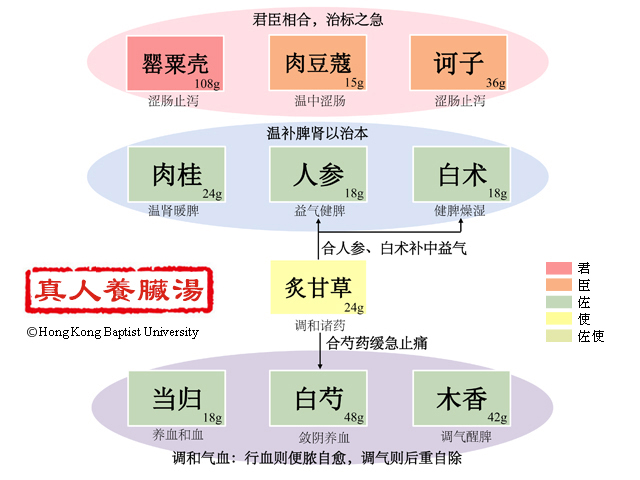 君臣相合，治标之急
罂粟壳
108g
涩肠止泻
肉豆蔻
15g
温中涩肠
诃子
36g
涩肠止泻
温补脾肾以治本
肉桂
24g
温肾暖脾
人参
18g
益气健脾
白术
18g
健脾燥湿
合人参、白术补中益气
炙甘草
24g
调和诸药
合芍药缓急止痛
真人養臟湯
©Hong Kong Baptist University
君
臣
佐
使
佐使
当归
18g
养血和血
白芍
48g
敛阴养血
木香
42g
调气醒脾
调和气血：行血则便脓自愈，调气则后重自除